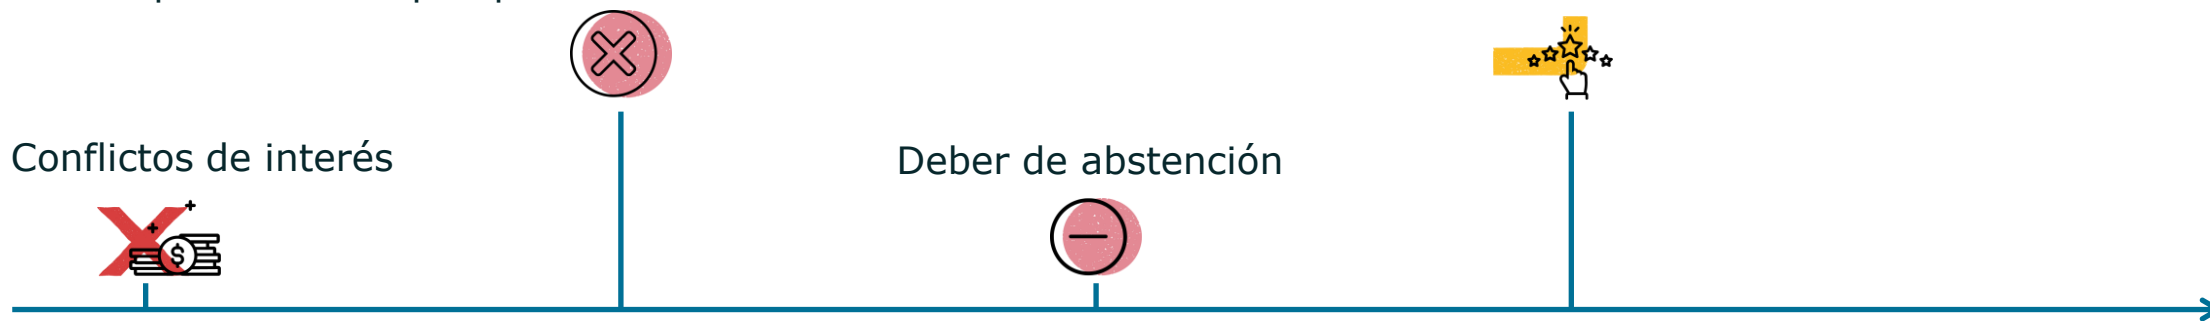 Conflictos de interés
Deber de abstención